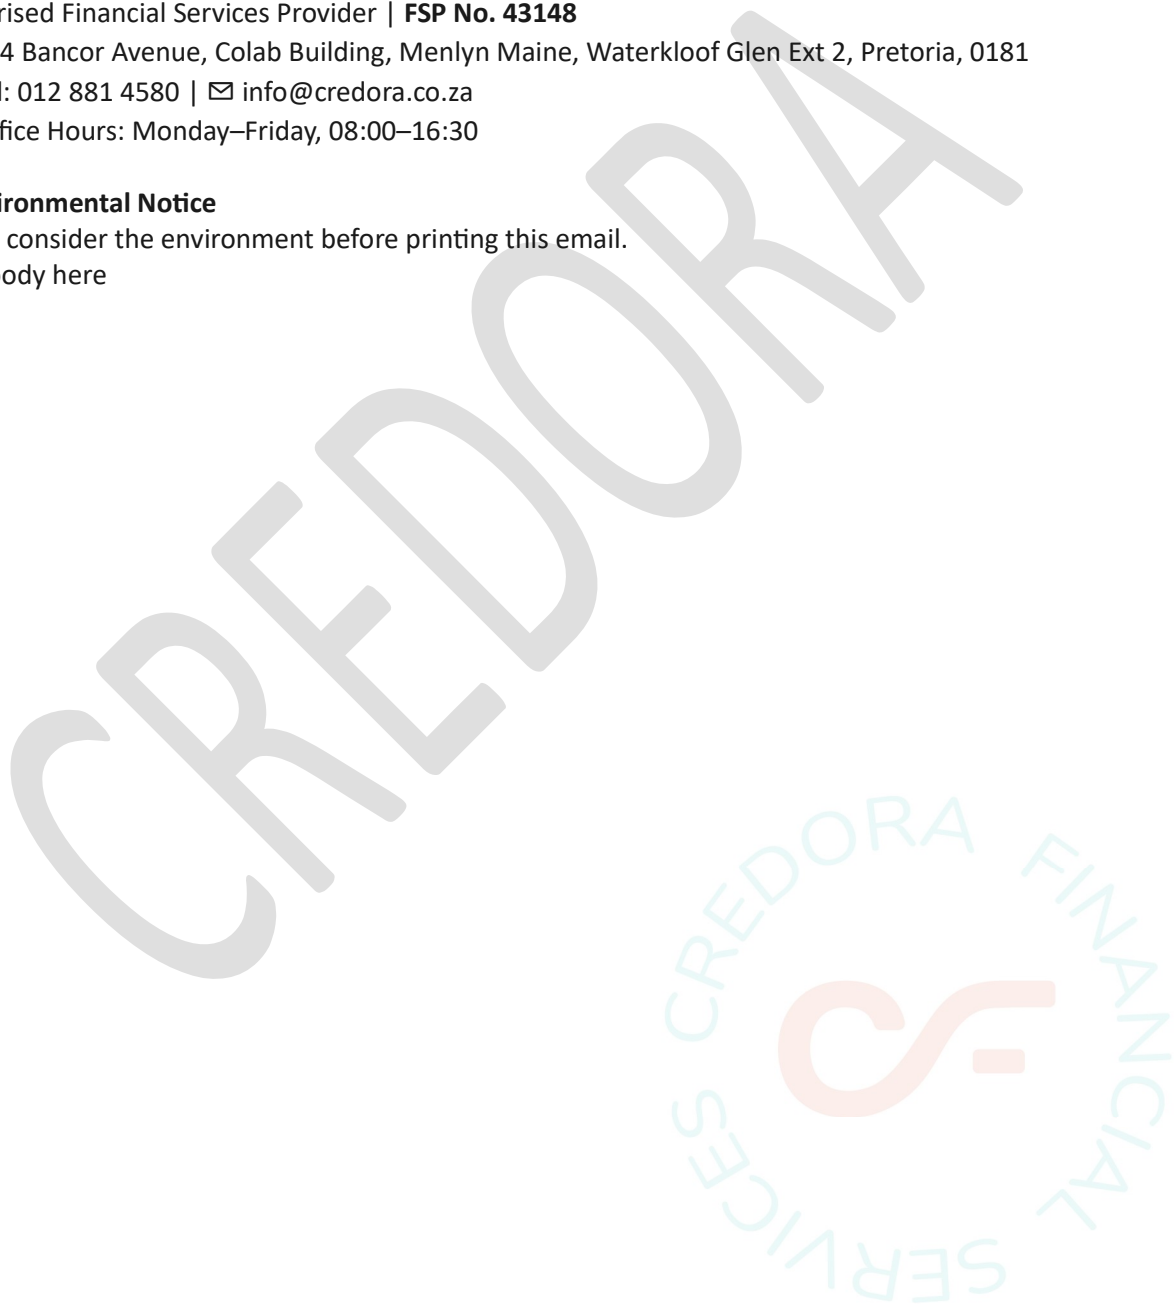 rised Financial Services Provider | FSP No. 43148
4 Bancor Avenue, Colab Building, Menlyn Maine, Waterkloof Glen Ext 2, Pretoria, 0181
l: 012 881 4580 | ✉ info@credora.co.za
fice Hours: Monday–Friday, 08:00–16:30
ironmental Notice
consider the environment before printing this email.
ody here
CREDORA
CREDORA FINANCIAL SERVICES
CF